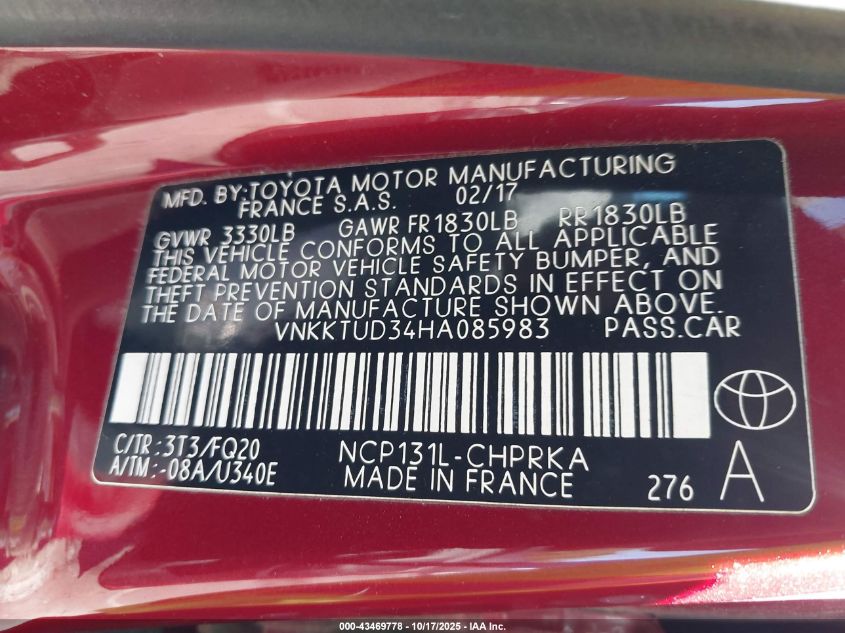 MFD. BY:TOYOTA MOTOR MANUFACTURING
FRANCE S.A.S. 02/17
GVWR 3330LB GAWR FR1830LB RR1830LB
THIS VEHICLE CONFORMS TO ALL APPLICABLE
FEDERAL MOTOR VEHICLE SAFETY BUMPER, AND
THEFT PREVENTION STANDARDS IN EFFECT ON
THE DATE OF MANUFACTURE SHOWN ABOVE.
VNKKTUD34HA085983 PASS.CAR
C/TR:3T3/FQ20 NCP131L-CHPRKA
A/TM:-08A/U340E MADE IN FRANCE 276 A
000-43469778 - 10/17/2025 - IAA Inc.